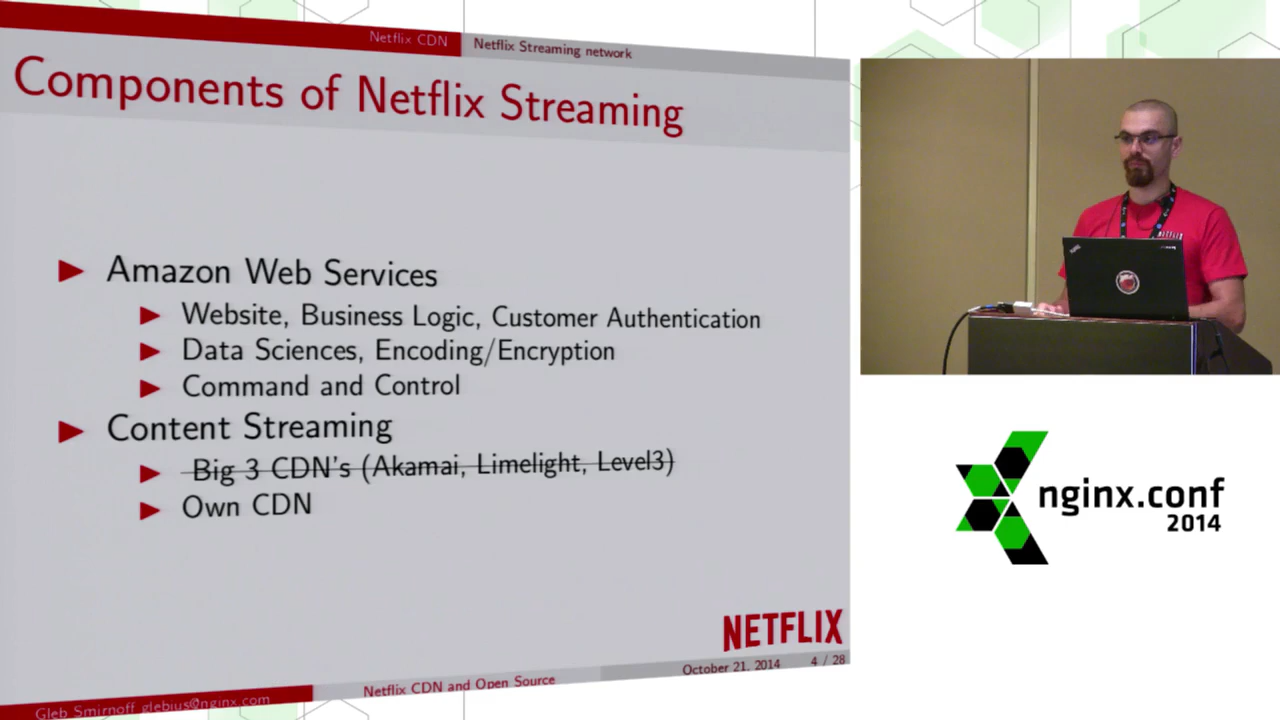 Netflix CDN
Netflix Streaming network
Components of Netflix Streaming
Amazon Web Services
Website, Business Logic, Customer Authentication
Data Sciences, Encoding/Encryption
Command and Control
Content Streaming
Big 3 CDN's (Akamai, Limelight, Level3)
Own CDN
NETFLIX
Gleb Smirnoff glebius@nginx.com
Netflix CDN and Open Source
October 21, 2014
4 / 28
NETFLIX
nginx.conf
2014